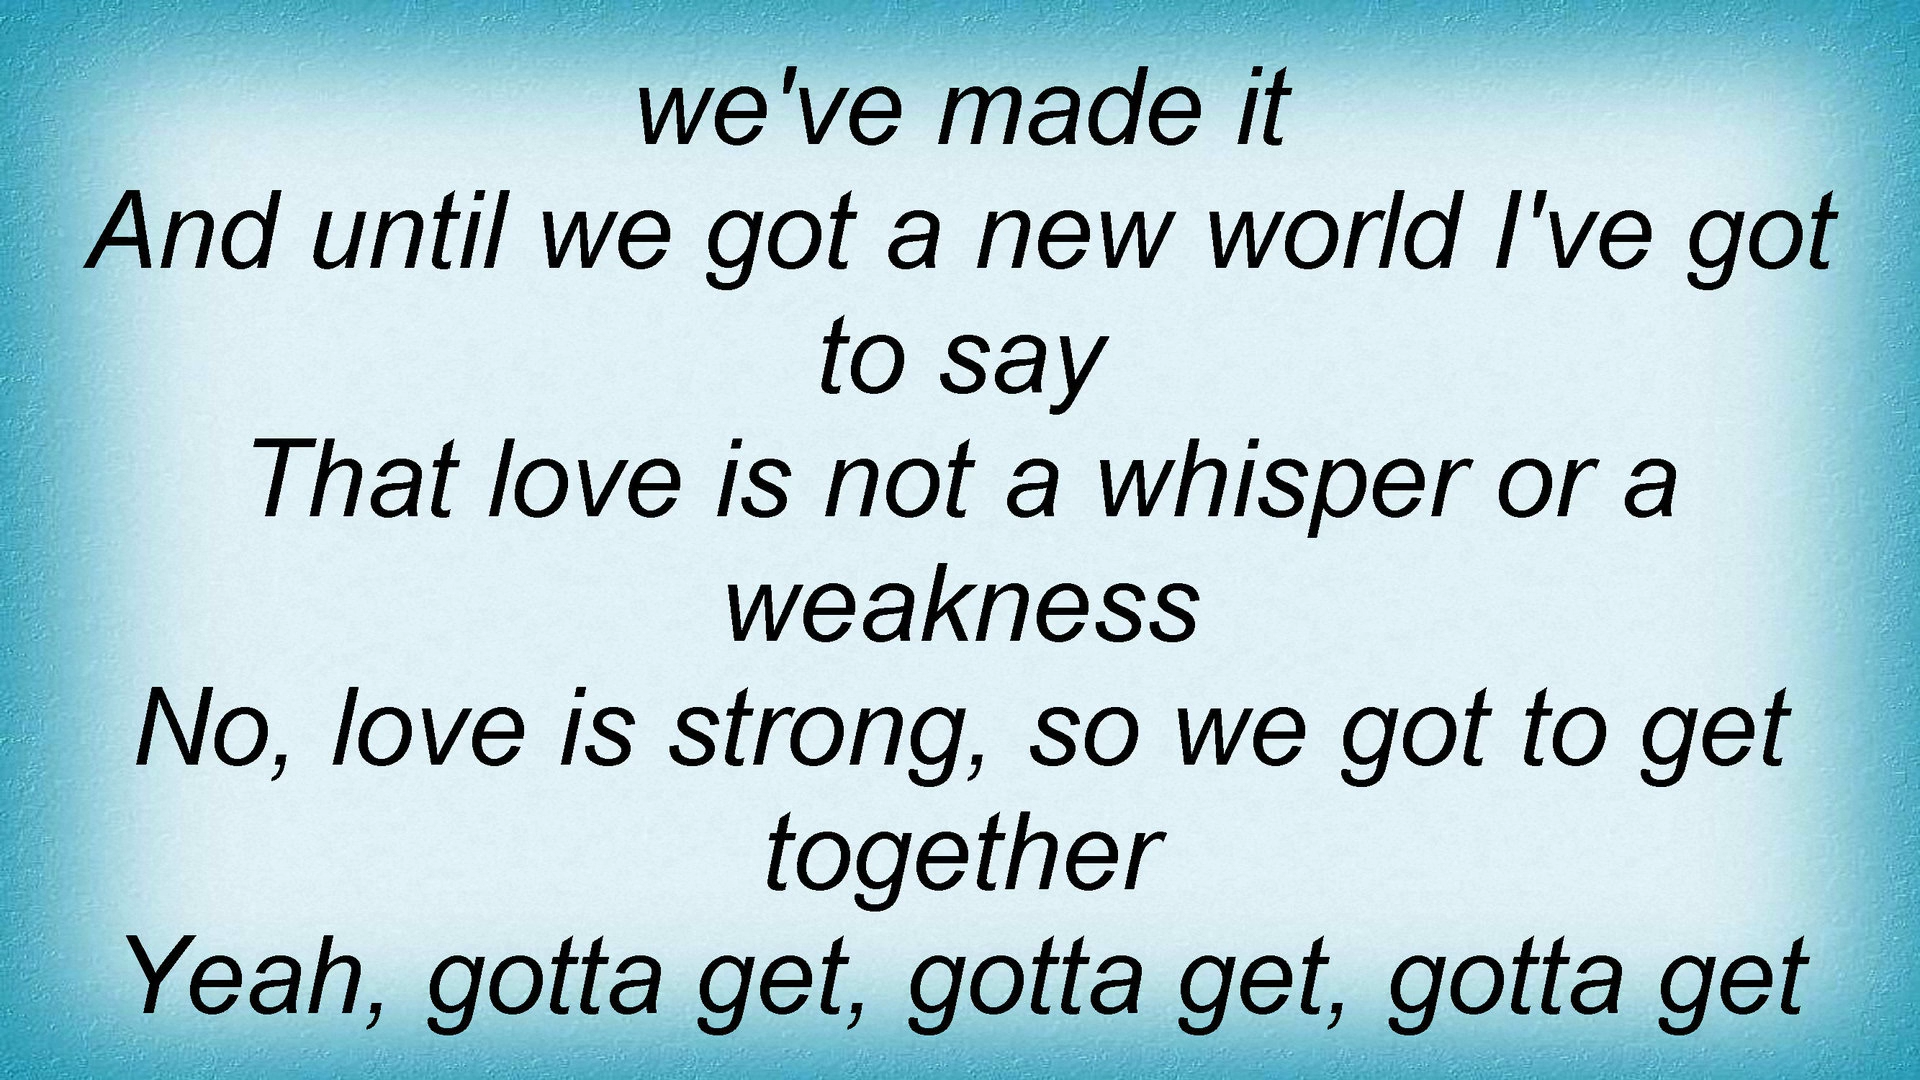 we've made it
And until we got a new world I've got
to say
That love is not a whisper or a
weakness
No, love is strong, so we got to get
together
Yeah, gotta get, gotta get, gotta get